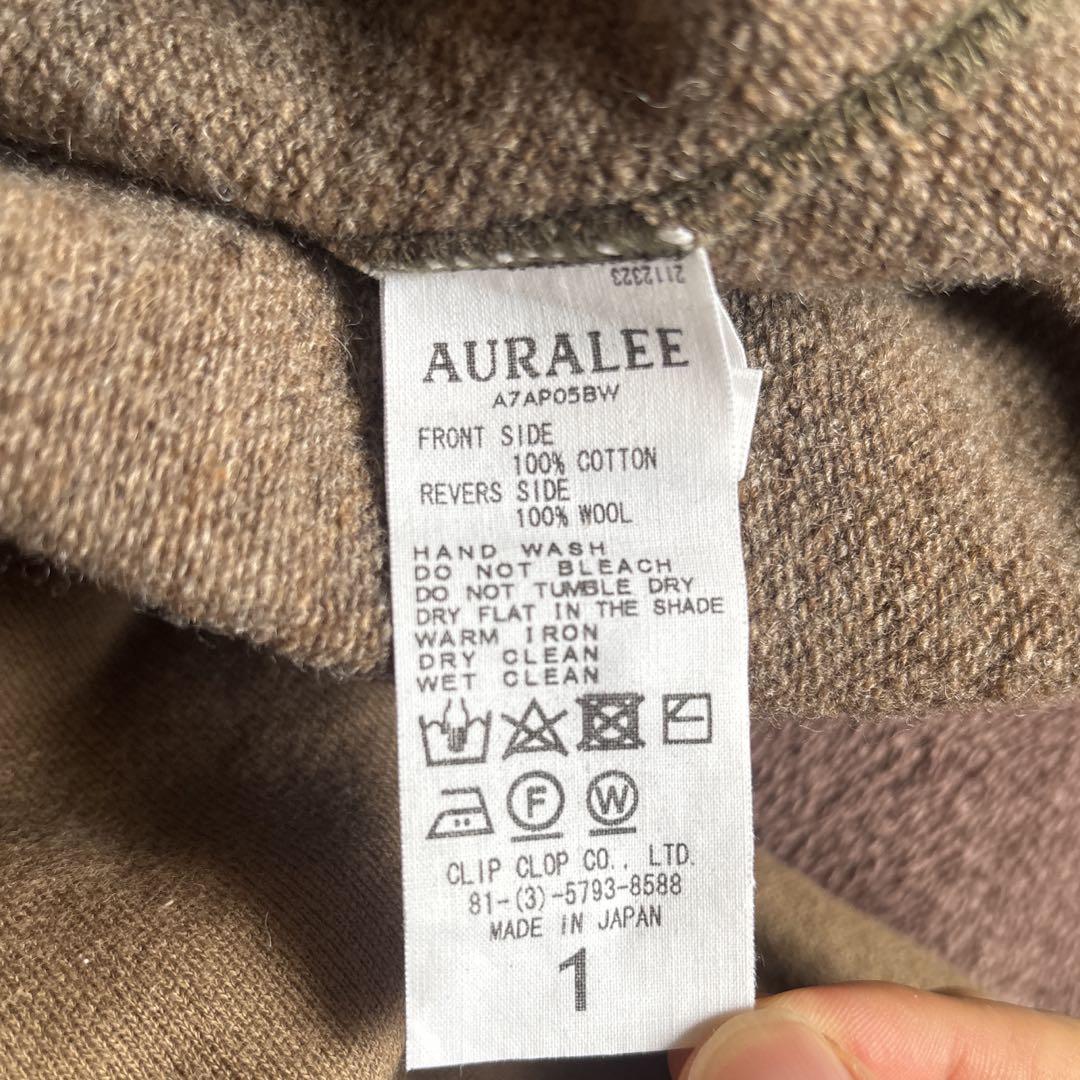 2112323
AURALEE
A7AP05BW
FRONT SIDE
100% COTTON
REVERS SIDE
100% WOOL
HAND WASH
DO NOT BLEACH
DO NOT TUMBLE DRY
DRY FLAT IN THE SHADE
WARM IRON
DRY CLEAN
WET CLEAN
F W
CLIP CLOP CO., LTD.
81-(3)-5793-8588
MADE IN JAPAN
1